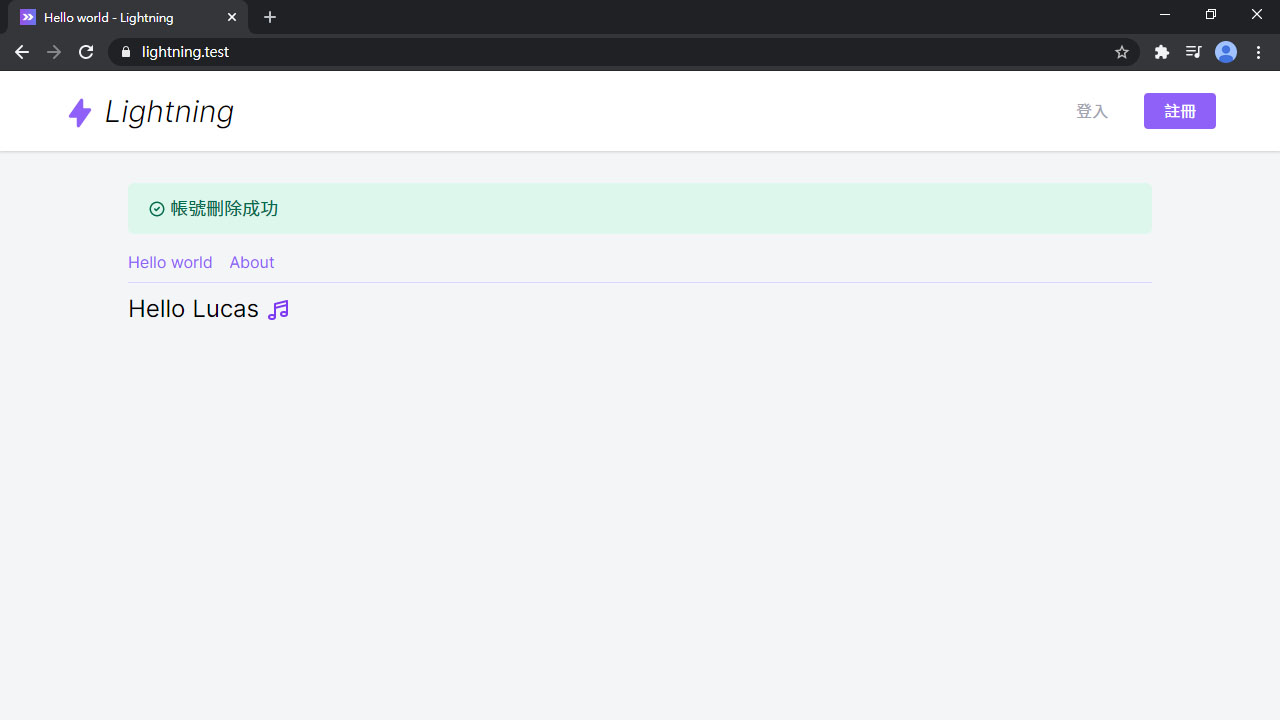 Hello world - Lightning
lightning.test
Lightning
登入
註冊
帳號刪除成功
Hello world About
Hello Lucas